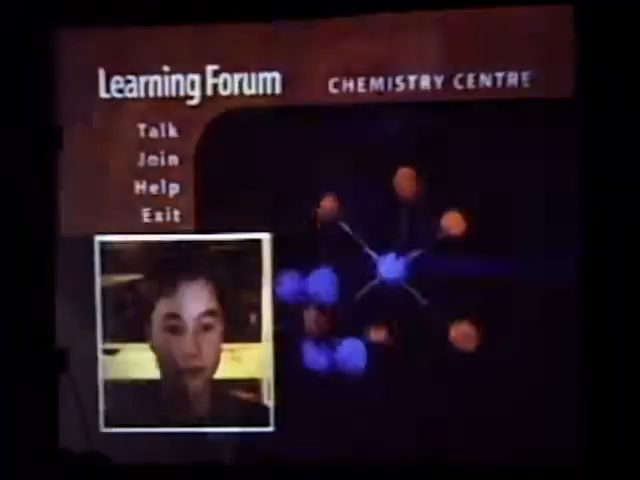 Learning Forum
CHEMISTRY CENTRE
Talk
Join
Help
Exit